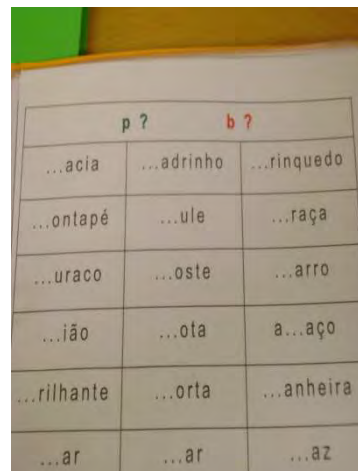 p ? b ?
...acia ...adrinho ...rinquedo
...ontapé ...ule ...raça
...uraco ...oste ...arro
...ião ...ota a...aço
...rilhante ...orta ...anheira
...ar ...ar ...az